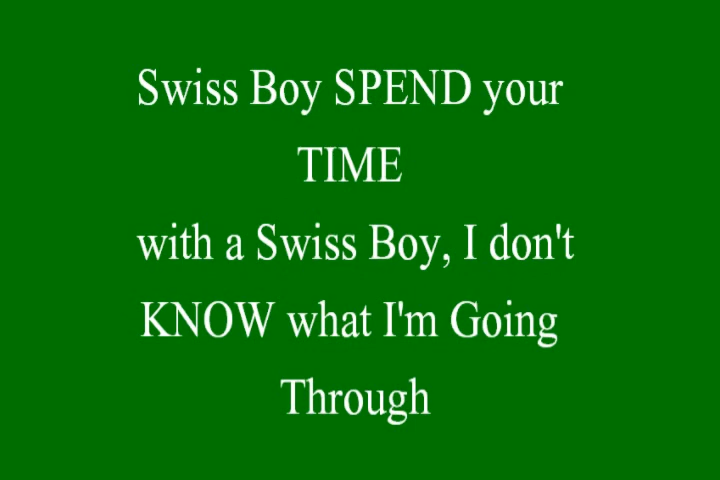 Swiss Boy SPEND your
TIME
with a Swiss Boy, I don't
KNOW what I'm Going
Through